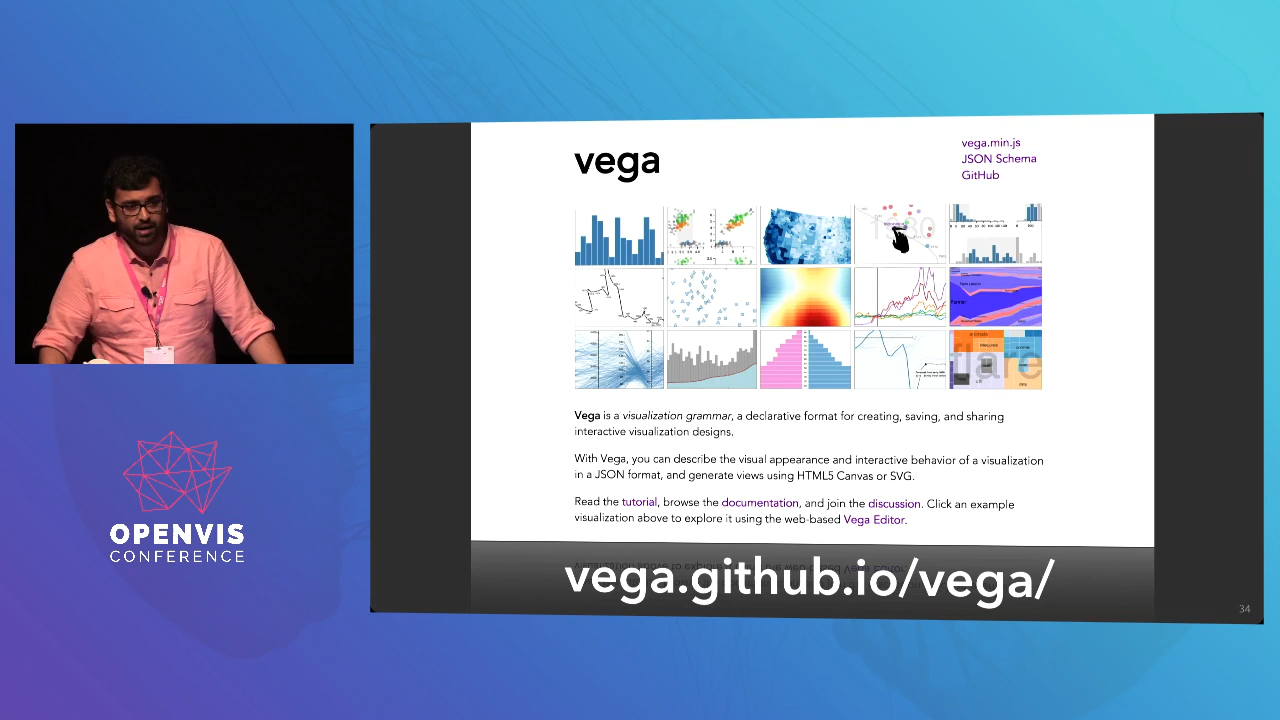 vega
vega.min.js
JSON Schema
GitHub
Vega is a visualization grammar, a declarative format for creating, saving, and sharing
interactive visualization designs.
With Vega, you can describe the visual appearance and interactive behavior of a visualization
in a JSON format, and generate views using HTML5 Canvas or SVG.
Read the tutorial, browse the documentation, and join the discussion. Click an example
visualization above to explore it using the web-based Vega Editor.
vega.github.io/vega/
34
OPENVIS
CONFERENCE
flare